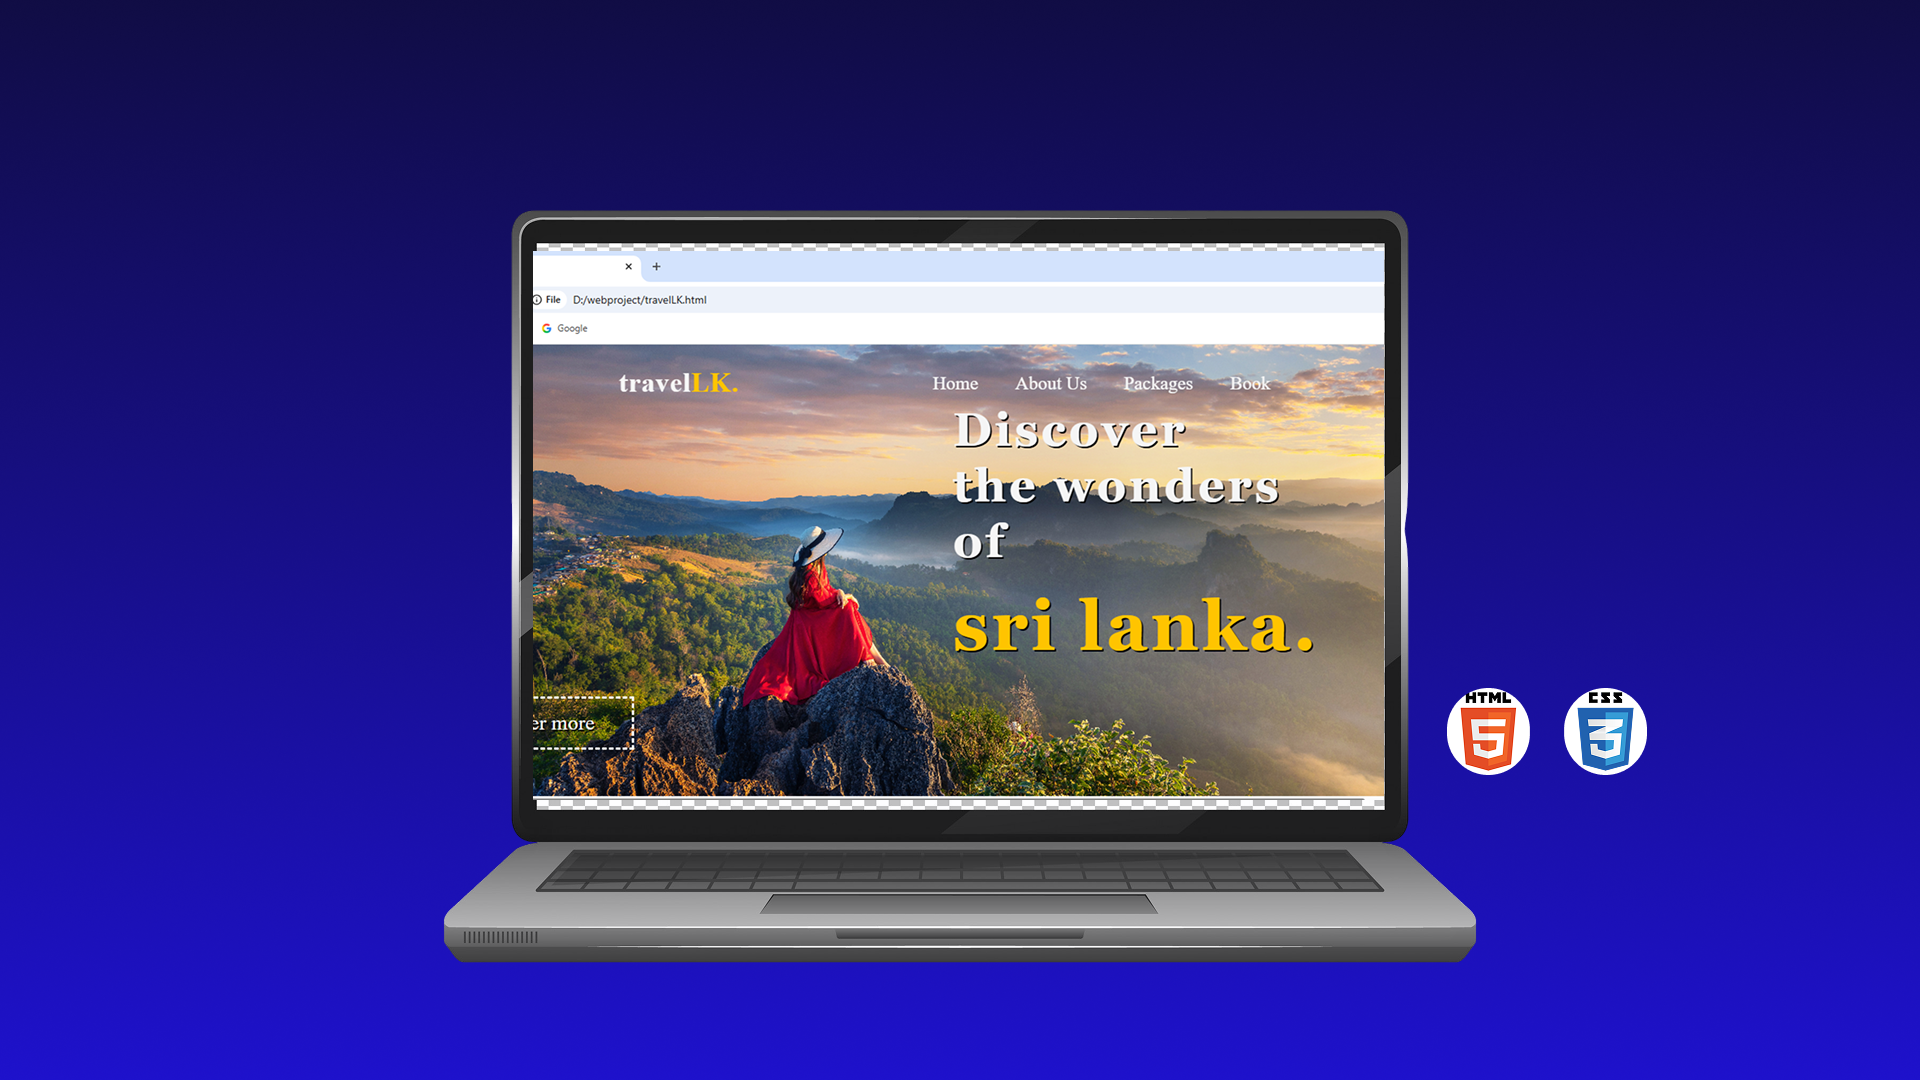 File D:/webproject/travelLK.html
Google
travelLK. Home About Us Packages Book
Discover
the wonders
of
sri lanka.
er more
HTML CSS
5 3